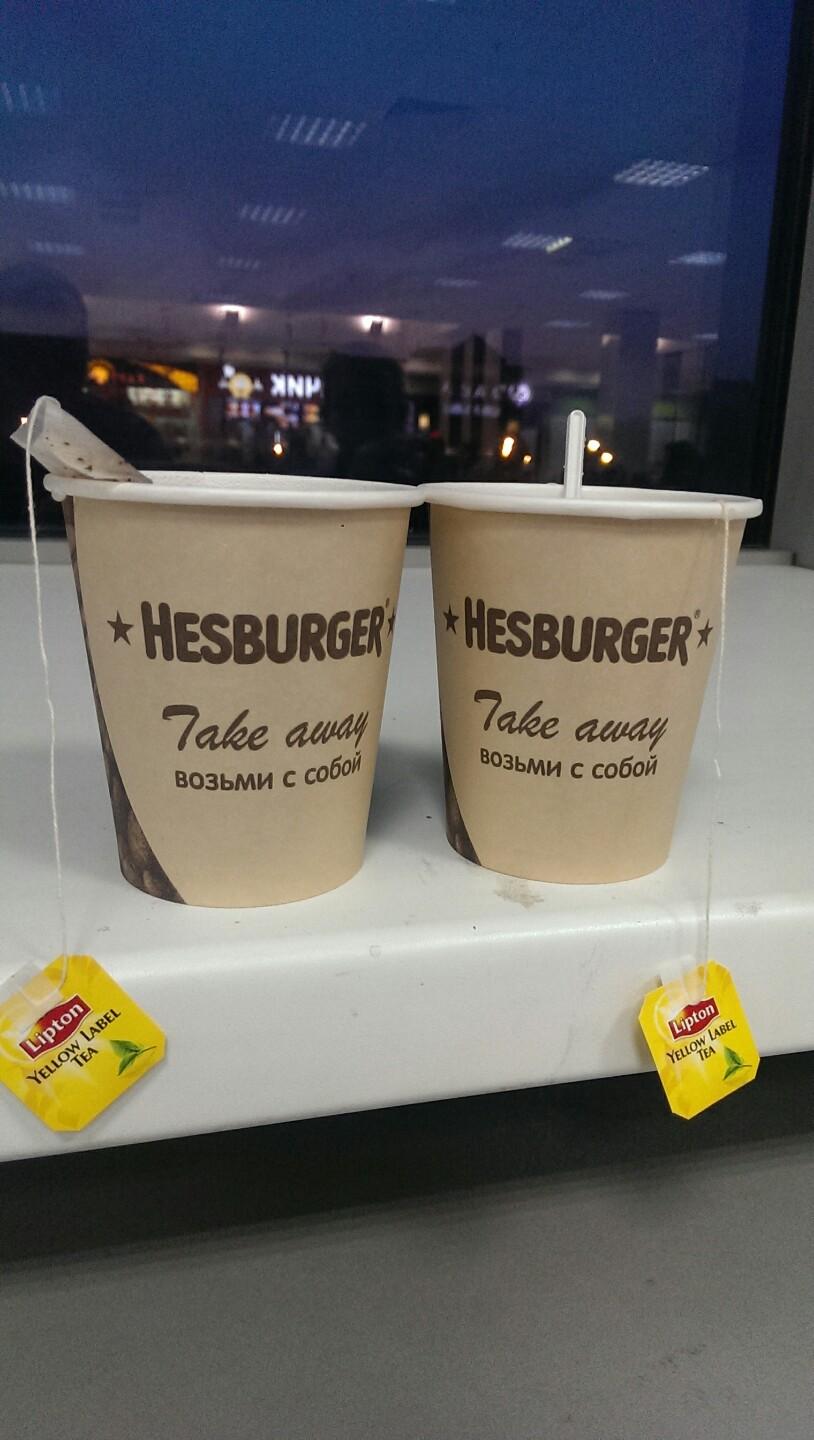 HESBURGER®
Take away
возьми с собой
HESBURGER®
Take away
возьми с собой
Lipton
YELLOW LABEL
TEA
Lipton
YELLOW LABEL
TEA